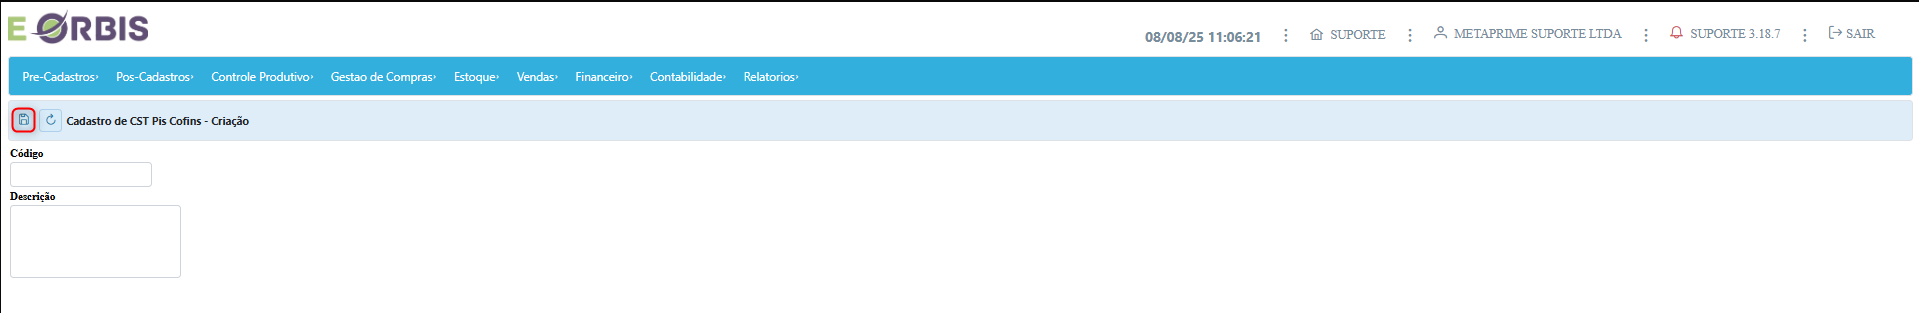 E ORBIS
08/08/25 11:06:21 SUPORTE METAPRIME SUPORTE LTDA SUPORTE 3.18.7 SAIR
Pre-Cadastros Pos-Cadastros Controle Produtivo Gestao de Compras Estoque Vendas Financeiro Contabilidade Relatorios
Cadastro de CST Pis Cofins - Criação
Código
Descrição